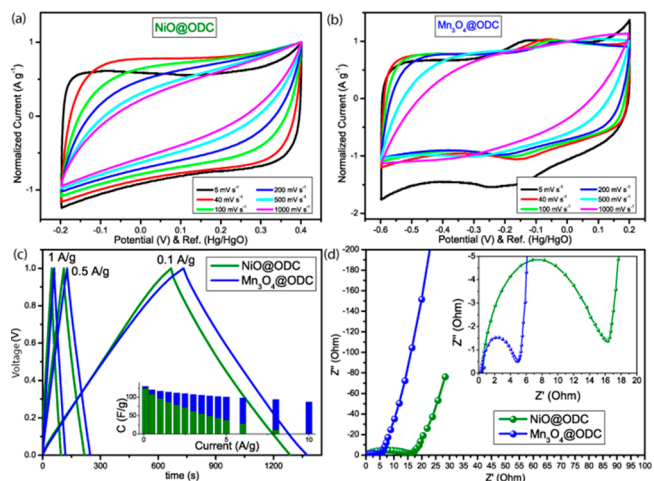 (a)
NiO@ODC
Normalized Current (A g⁻¹)
1
0
-1
-0.2 -0.1 0.0 0.1 0.2 0.3 0.4
Potential (V) & Ref. (Hg/HgO)
5 mV s⁻¹ 200 mV s⁻¹
40 mV s⁻¹ 500 mV s⁻¹
100 mV s⁻¹ 1000 mV s⁻¹
(b)
Mn₃O₄@ODC
Normalized Current (A g⁻¹)
1
0
-1
-2
-0.6 -0.5 -0.4 -0.3 -0.2 -0.1 0.0 0.1 0.2
Potential (V) & Ref. (Hg/HgO)
5 mV s⁻¹ 200 mV s⁻¹
40 mV s⁻¹ 500 mV s⁻¹
100 mV s⁻¹ 1000 mV s⁻¹
(c)
1 A/g
0.5 A/g
0.1 A/g
NiO@ODC
Mn₃O₄@ODC
Voltage(V)
1.0
0.8
0.6
0.4
0.2
0.0
0 300 600 900 1200
time (s)
C (F/g)
150
100
50
0
0 5 10
Current (A/g)
(d)
Z'' (Ohm)
-200
-180
-160
-140
-120
-100
-80
-60
-40
-20
0
0 5 10 15 20 25 30 35 40 45 50 55 60 65 70 75 80 85 90 95 100
Z' (Ohm)
Z'' (Ohm)
-5
-4
-3
-2
-1
0
0 2 4 6 8 10 12 14 16 18 20
Z' (Ohm)
NiO@ODC
Mn₃O₄@ODC